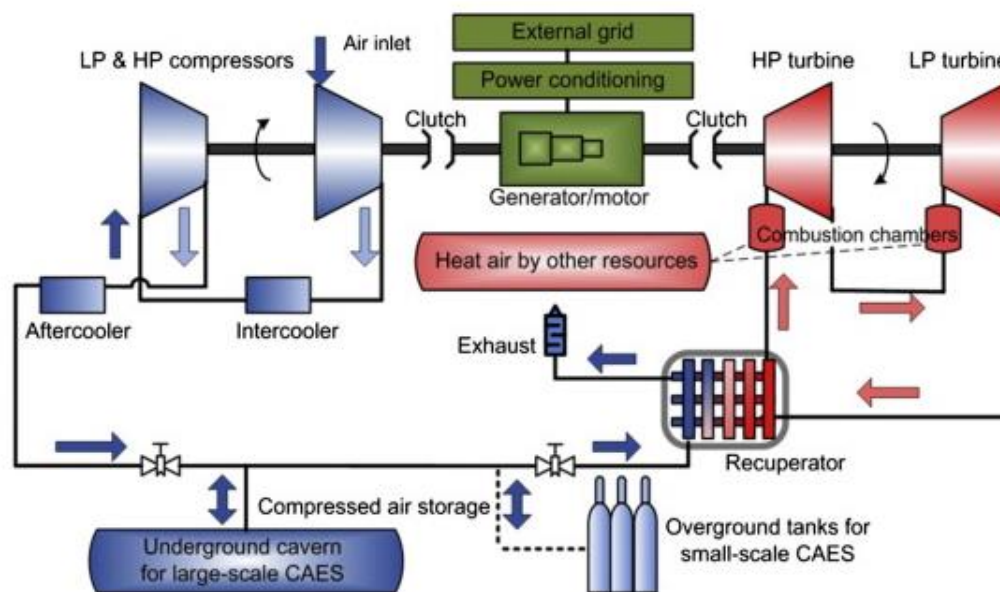 External grid
Air inlet
LP & HP compressors
HP turbine
LP turbine
Power conditioning
Clutch
Clutch
Generator/motor
Combustion chambers
Heat air by other resources
Aftercooler
Intercooler
Exhaust
Recuperator
Compressed air storage
Overground tanks for
small-scale CAES
Underground cavern
for large-scale CAES